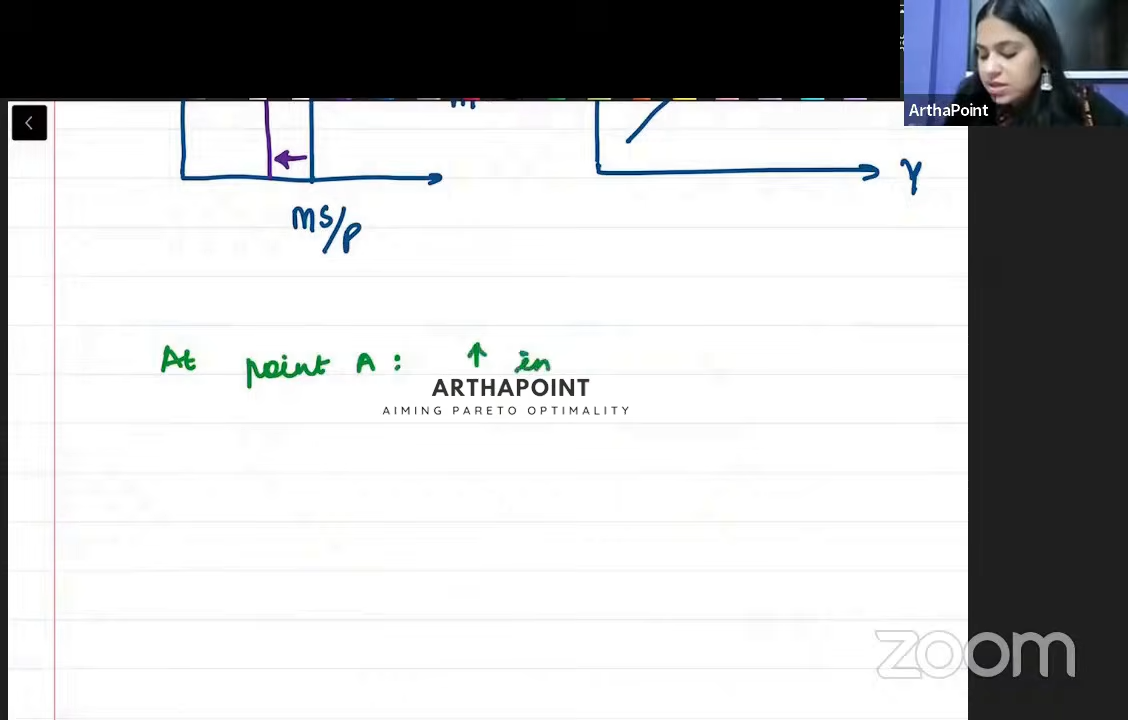 ArthaPoint
Y
MS/P
At point A: ↑ in
ARTHAPOINT
AIMING PARETO OPTIMALITY
zoom